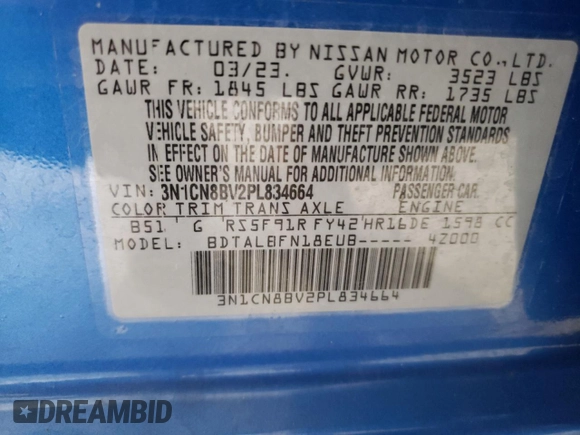 MANUFACTURED BY NISSAN MOTOR CO., LTD.
DATE: 03/23. GVWR: 3523 LBS
GAWR FR: 1845 LBS GAWR RR: 1735 LBS
THIS VEHICLE CONFORMS TO ALL APPLICABLE FEDERAL MOTOR
VEHICLE SAFETY, BUMPER AND THEFT PREVENTION STANDARDS
IN EFFECT ON THE DATE OF MANUFACTURE SHOWN ABOVE.
SEE OWNER'S MANUAL FOR ADDITIONAL INFORMATION.
VIN: 3N1CN8BV2PL834664 PASSENGER CAR
COLOR TRIM TRANS AXLE ENGINE
B51 G RS5F91R FY42 HR16DE 1598 CC
MODEL: BDTALBFN18EUB----- 4Z000
3N1CN8BV2PL834664
DREAMBID